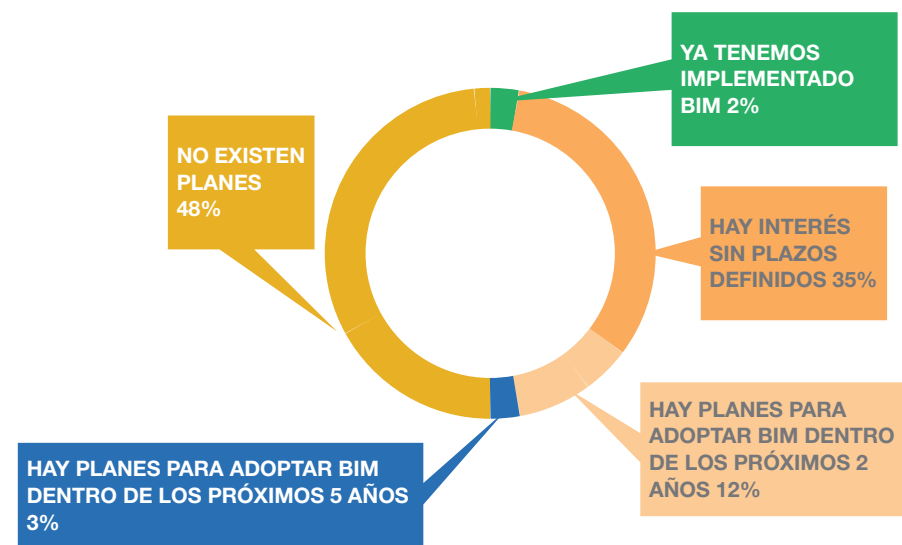 YA TENEMOS
IMPLEMENTADO
BIM 2%
NO EXISTEN
PLANES
48%
HAY INTERÉS
SIN PLAZOS
DEFINIDOS 35%
HAY PLANES PARA
ADOPTAR BIM DENTRO
DE LOS PRÓXIMOS 2
AÑOS 12%
HAY PLANES PARA ADOPTAR BIM
DENTRO DE LOS PRÓXIMOS 5 AÑOS
3%